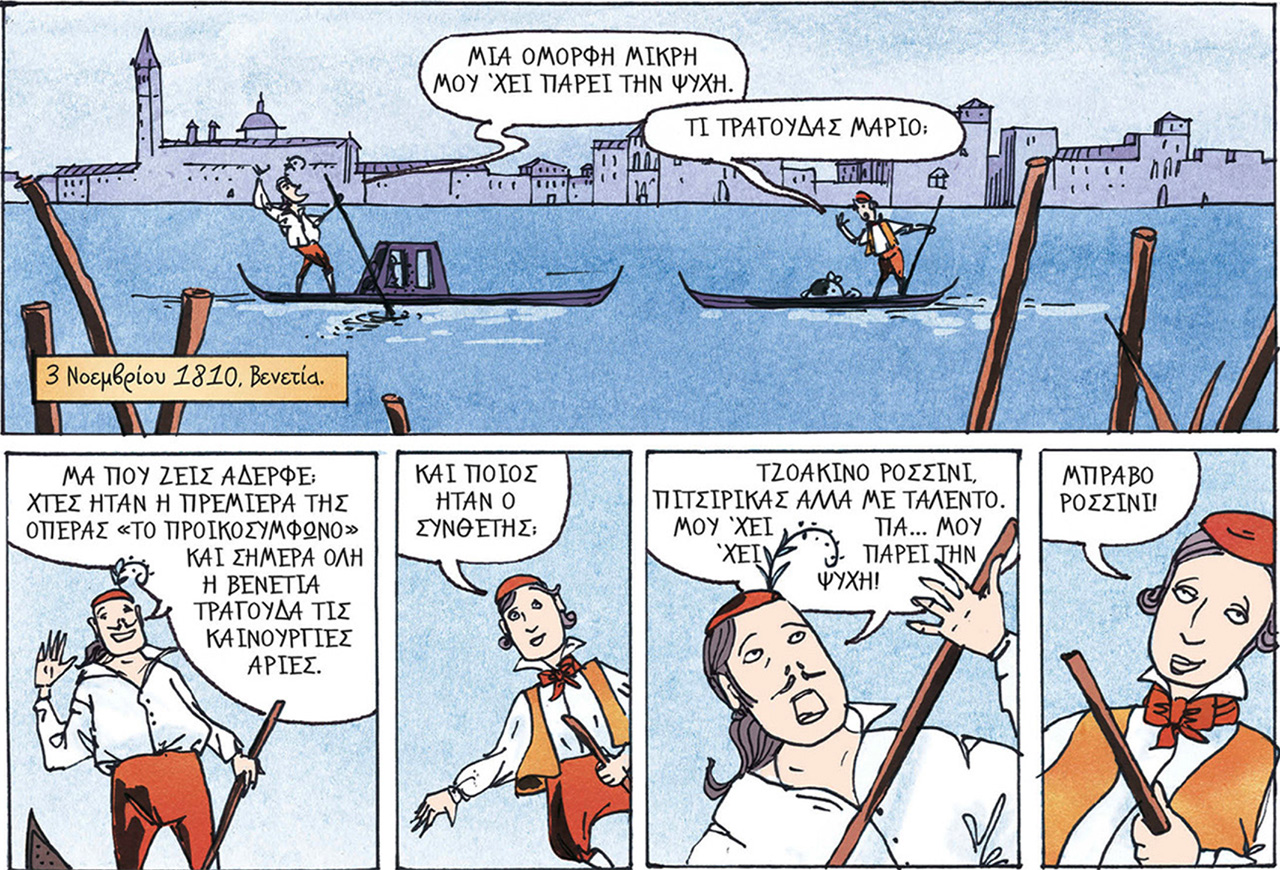 ΜΙΑ ΟΜΟΡΦΗ ΜΙΚΡΗ
ΜΟΥ 'ΧΕΙ ΠΑΡΕΙ ΤΗΝ ΨΥΧΗ.
ΤΙ ΤΡΑΓΟΥΔΑΣ ΜΑΡΙΟ;
3 Νοεμβρίου 1810, Βενετία.
ΜΑ ΠΟΥ ΖΕΙΣ ΑΔΕΡΦΕ;
ΧΤΕΣ ΗΤΑΝ Η ΠΡΕΜΙΕΡΑ ΤΗΣ
ΟΠΕΡΑΣ «ΤΟ ΠΡΟΙΚΟΣΥΜΦΩΝΟ»
ΚΑΙ ΣΗΜΕΡΑ ΟΛΗ
Η ΒΕΝΕΤΙΑ
ΤΡΑΓΟΥΔΑ ΤΙΣ
ΚΑΙΝΟΥΡΓΙΕΣ
ΑΡΙΕΣ.
ΚΑΙ ΠΟΙΟΣ
ΗΤΑΝ Ο
ΣΥΝΘΕΤΗΣ;
ΤΖΟΑΚΙΝΟ ΡΟΣΣΙΝΙ,
ΠΙΤΣΙΡΙΚΑΣ ΑΛΛΑ ΜΕ ΤΑΛΕΝΤΟ.
ΜΟΥ 'ΧΕΙ ΠΑ... ΜΟΥ
'ΧΕΙ ΠΑΡΕΙ ΤΗΝ
ΨΥΧΗ!
ΜΠΡΑΒΟ
ΡΟΣΣΙΝΙ!